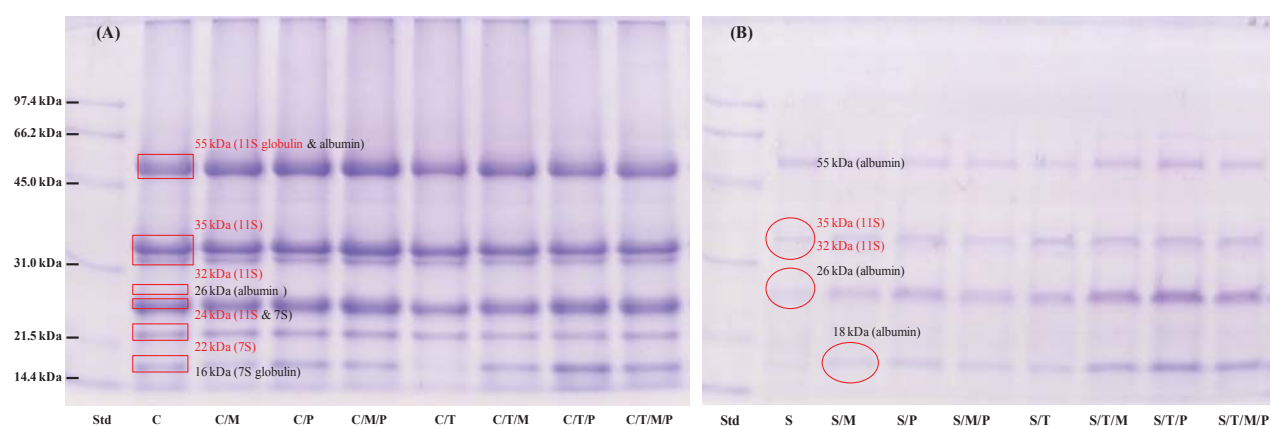 (A)
97.4 kDa
66.2 kDa
45.0 kDa
31.0 kDa
21.5 kDa
14.4 kDa
55 kDa (11S globulin & albumin)
35 kDa (11S)
32 kDa (11S)
26 kDa (albumin )
24 kDa (11S & 7S)
22 kDa (7S)
16 kDa (7S globulin)
Std C C/M C/P C/M/P C/T C/T/M C/T/P C/T/M/P
(B)
55 kDa (albumin)
35 kDa (11S)
32 kDa (11S)
26 kDa (albumin)
18 kDa (albumin)
Std S S/M S/P S/M/P S/T S/T/M S/T/P S/T/M/P